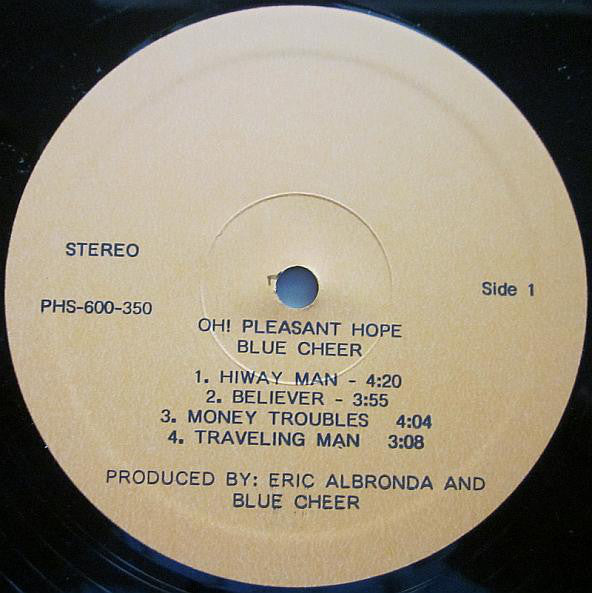 STEREO
Side 1
PHS-600-350
OH! PLEASANT HOPE
BLUE CHEER
1. HIWAY MAN - 4:20
2. BELIEVER - 3:55
3. MONEY TROUBLES 4:04
4. TRAVELING MAN 3:08
PRODUCED BY: ERIC ALBRONDA AND
BLUE CHEER